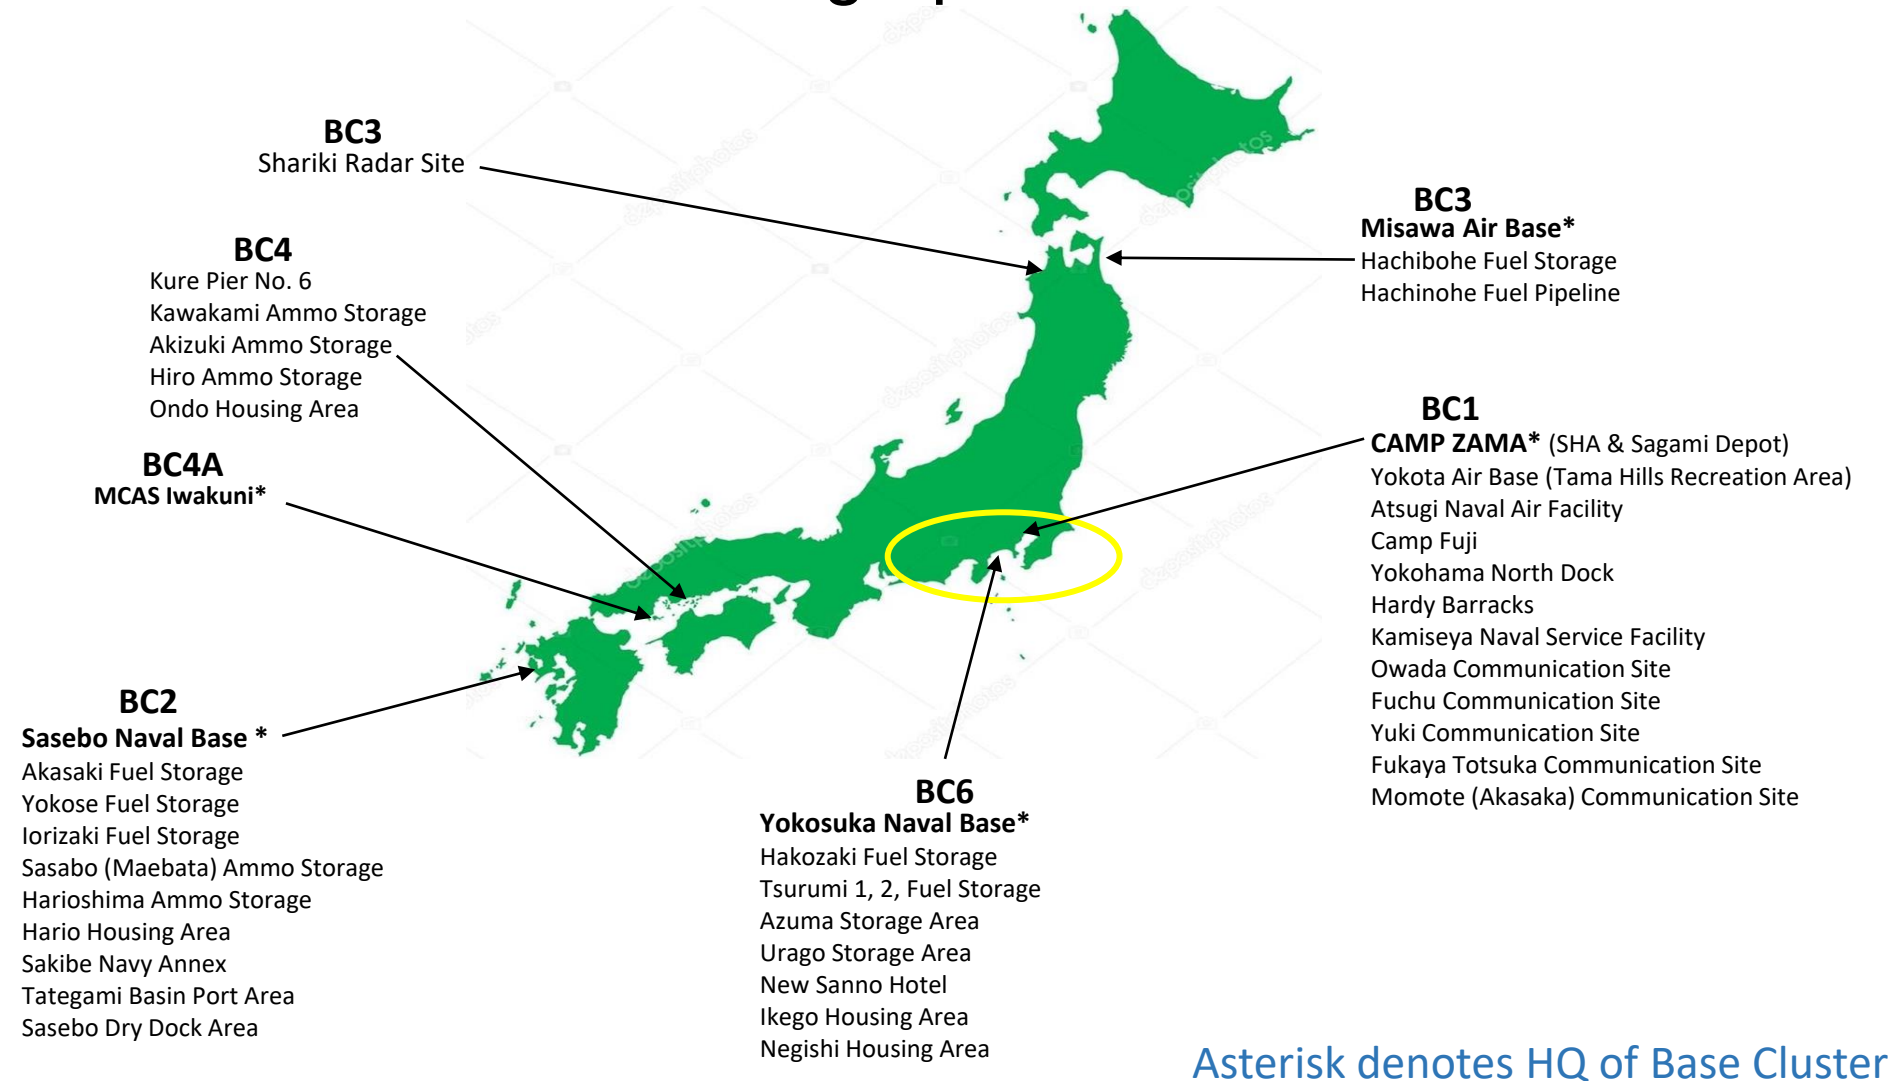 BC3
Shariki Radar Site
BC4
Kure Pier No. 6
Kawakami Ammo Storage
Akizuki Ammo Storage
Hiro Ammo Storage
Ondo Housing Area
BC4A
MCAS Iwakuni*
BC2
Sasebo Naval Base *
Akasaki Fuel Storage
Yokose Fuel Storage
Iorizaki Fuel Storage
Sasabo (Maebata) Ammo Storage
Harioshima Ammo Storage
Hario Housing Area
Sakibe Navy Annex
Tategami Basin Port Area
Sasebo Dry Dock Area
BC6
Yokosuka Naval Base*
Hakozaki Fuel Storage
Tsurumi 1, 2, Fuel Storage
Azuma Storage Area
Urago Storage Area
New Sanno Hotel
Ikego Housing Area
Negishi Housing Area
BC3
Misawa Air Base*
Hachibohe Fuel Storage
Hachinohe Fuel Pipeline
BC1
CAMP ZAMA* (SHA & Sagami Depot)
Yokota Air Base (Tama Hills Recreation Area)
Atsugi Naval Air Facility
Camp Fuji
Yokohama North Dock
Hardy Barracks
Kamiseya Naval Service Facility
Owada Communication Site
Fuchu Communication Site
Yuki Communication Site
Fukaya Totsuka Communication Site
Momote (Akasaka) Communication Site
Asterisk denotes HQ of Base Cluster
depositphotos